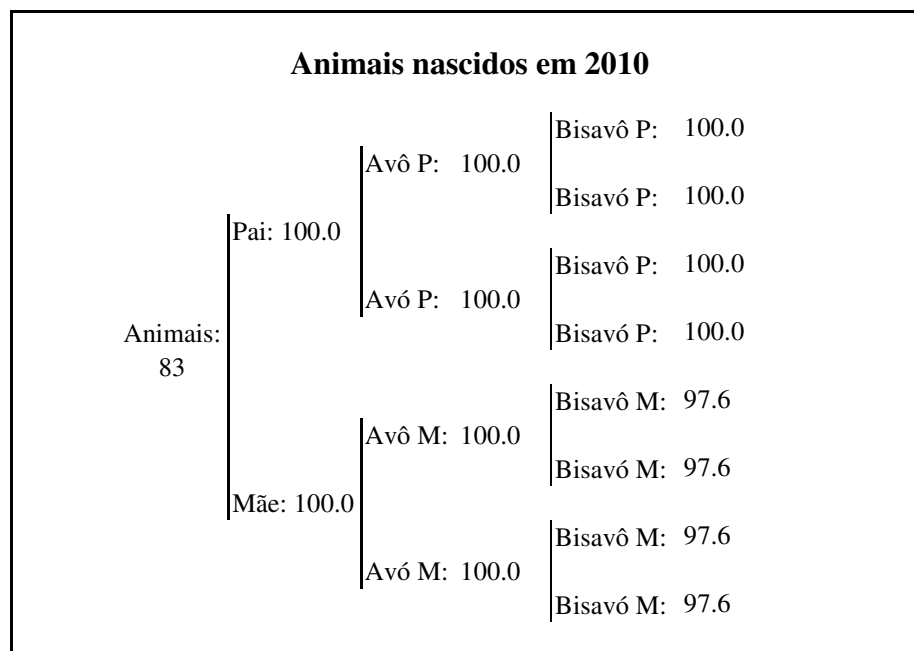 Animais nascidos em 2010
Bisavô P: 100.0
Avô P: 100.0
Bisavó P: 100.0
Pai: 100.0
Bisavô P: 100.0
Avó P: 100.0
Bisavó P: 100.0
Animais:
83
Bisavô M: 97.6
Avô M: 100.0
Bisavó M: 97.6
Mãe: 100.0
Bisavô M: 97.6
Avó M: 100.0
Bisavó M: 97.6